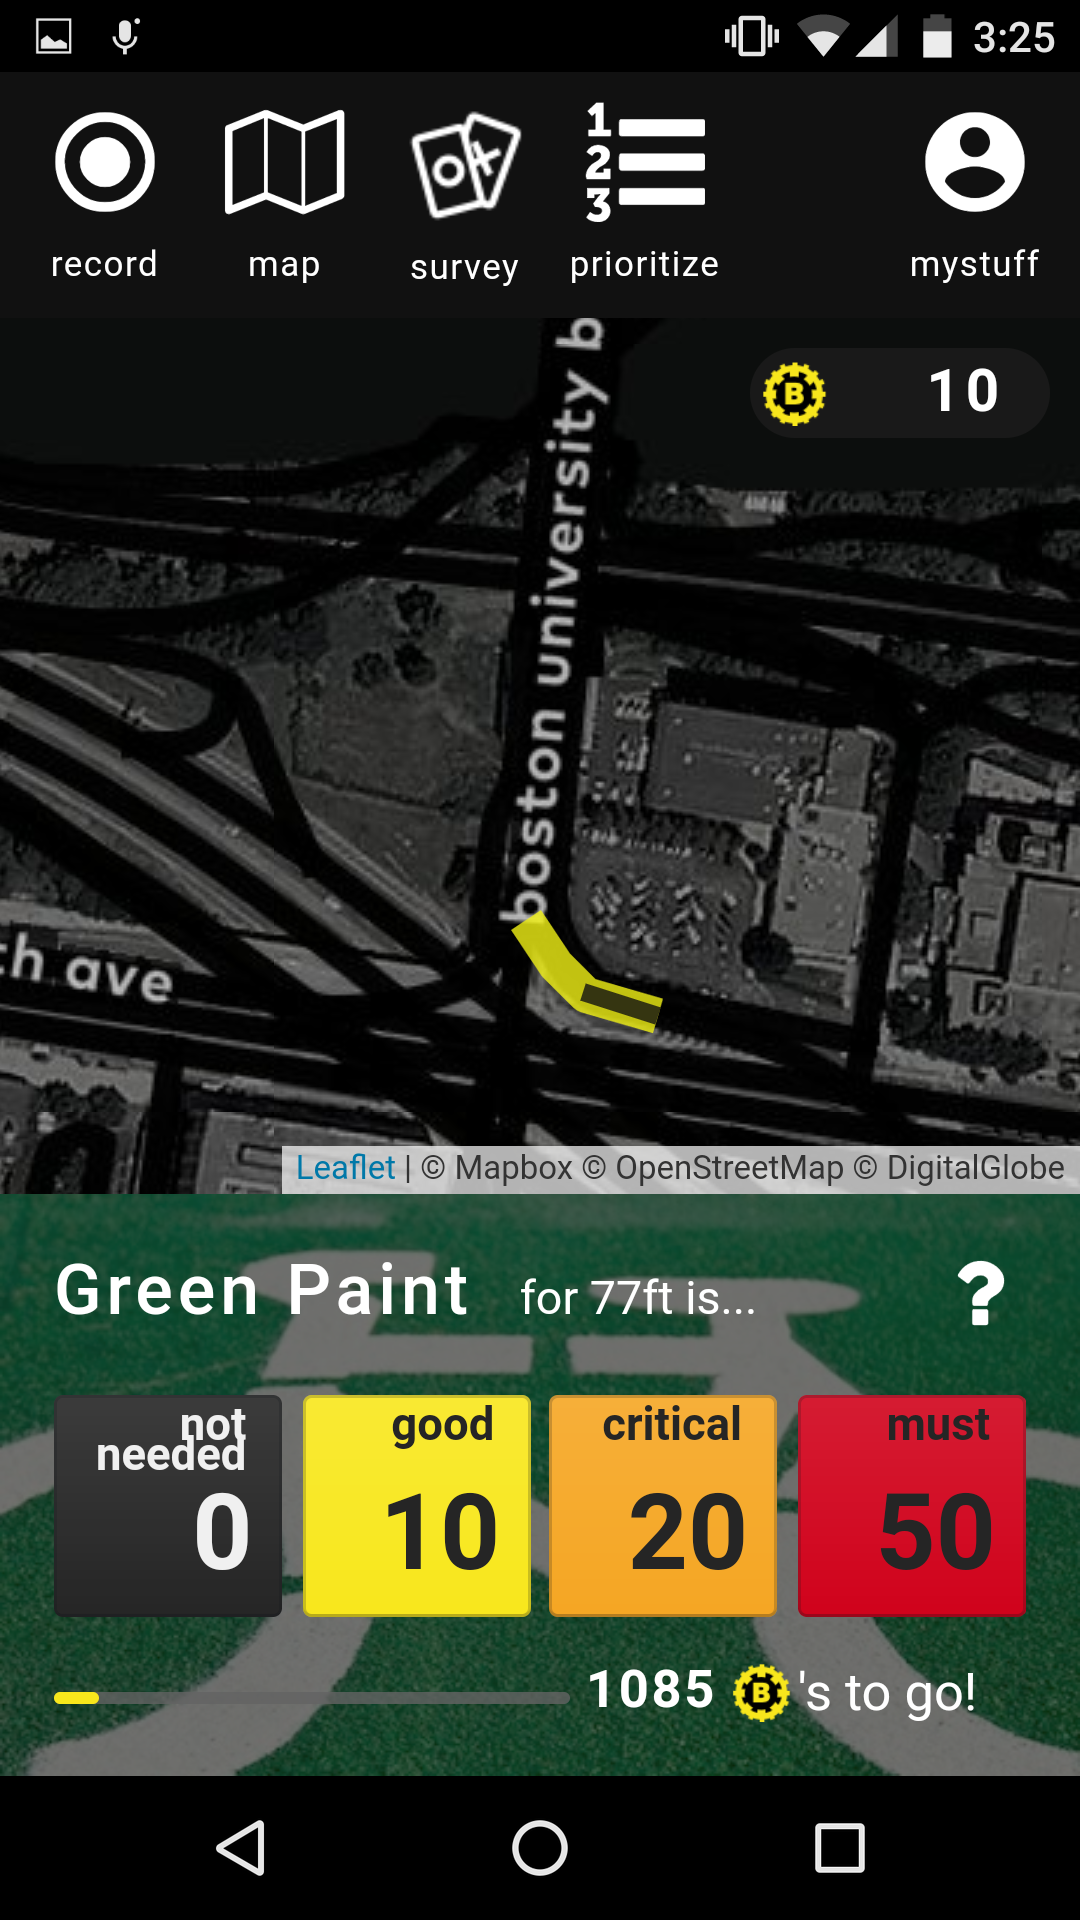 3:25
record map survey prioritize mystuff
1
2
3
B 10
boston university b
th ave
Leaflet | © Mapbox © OpenStreetMap © DigitalGlobe
Green Paint for 77ft is... ?
not needed
0
good
10
critical
20
must
50
1085 B 's to go!